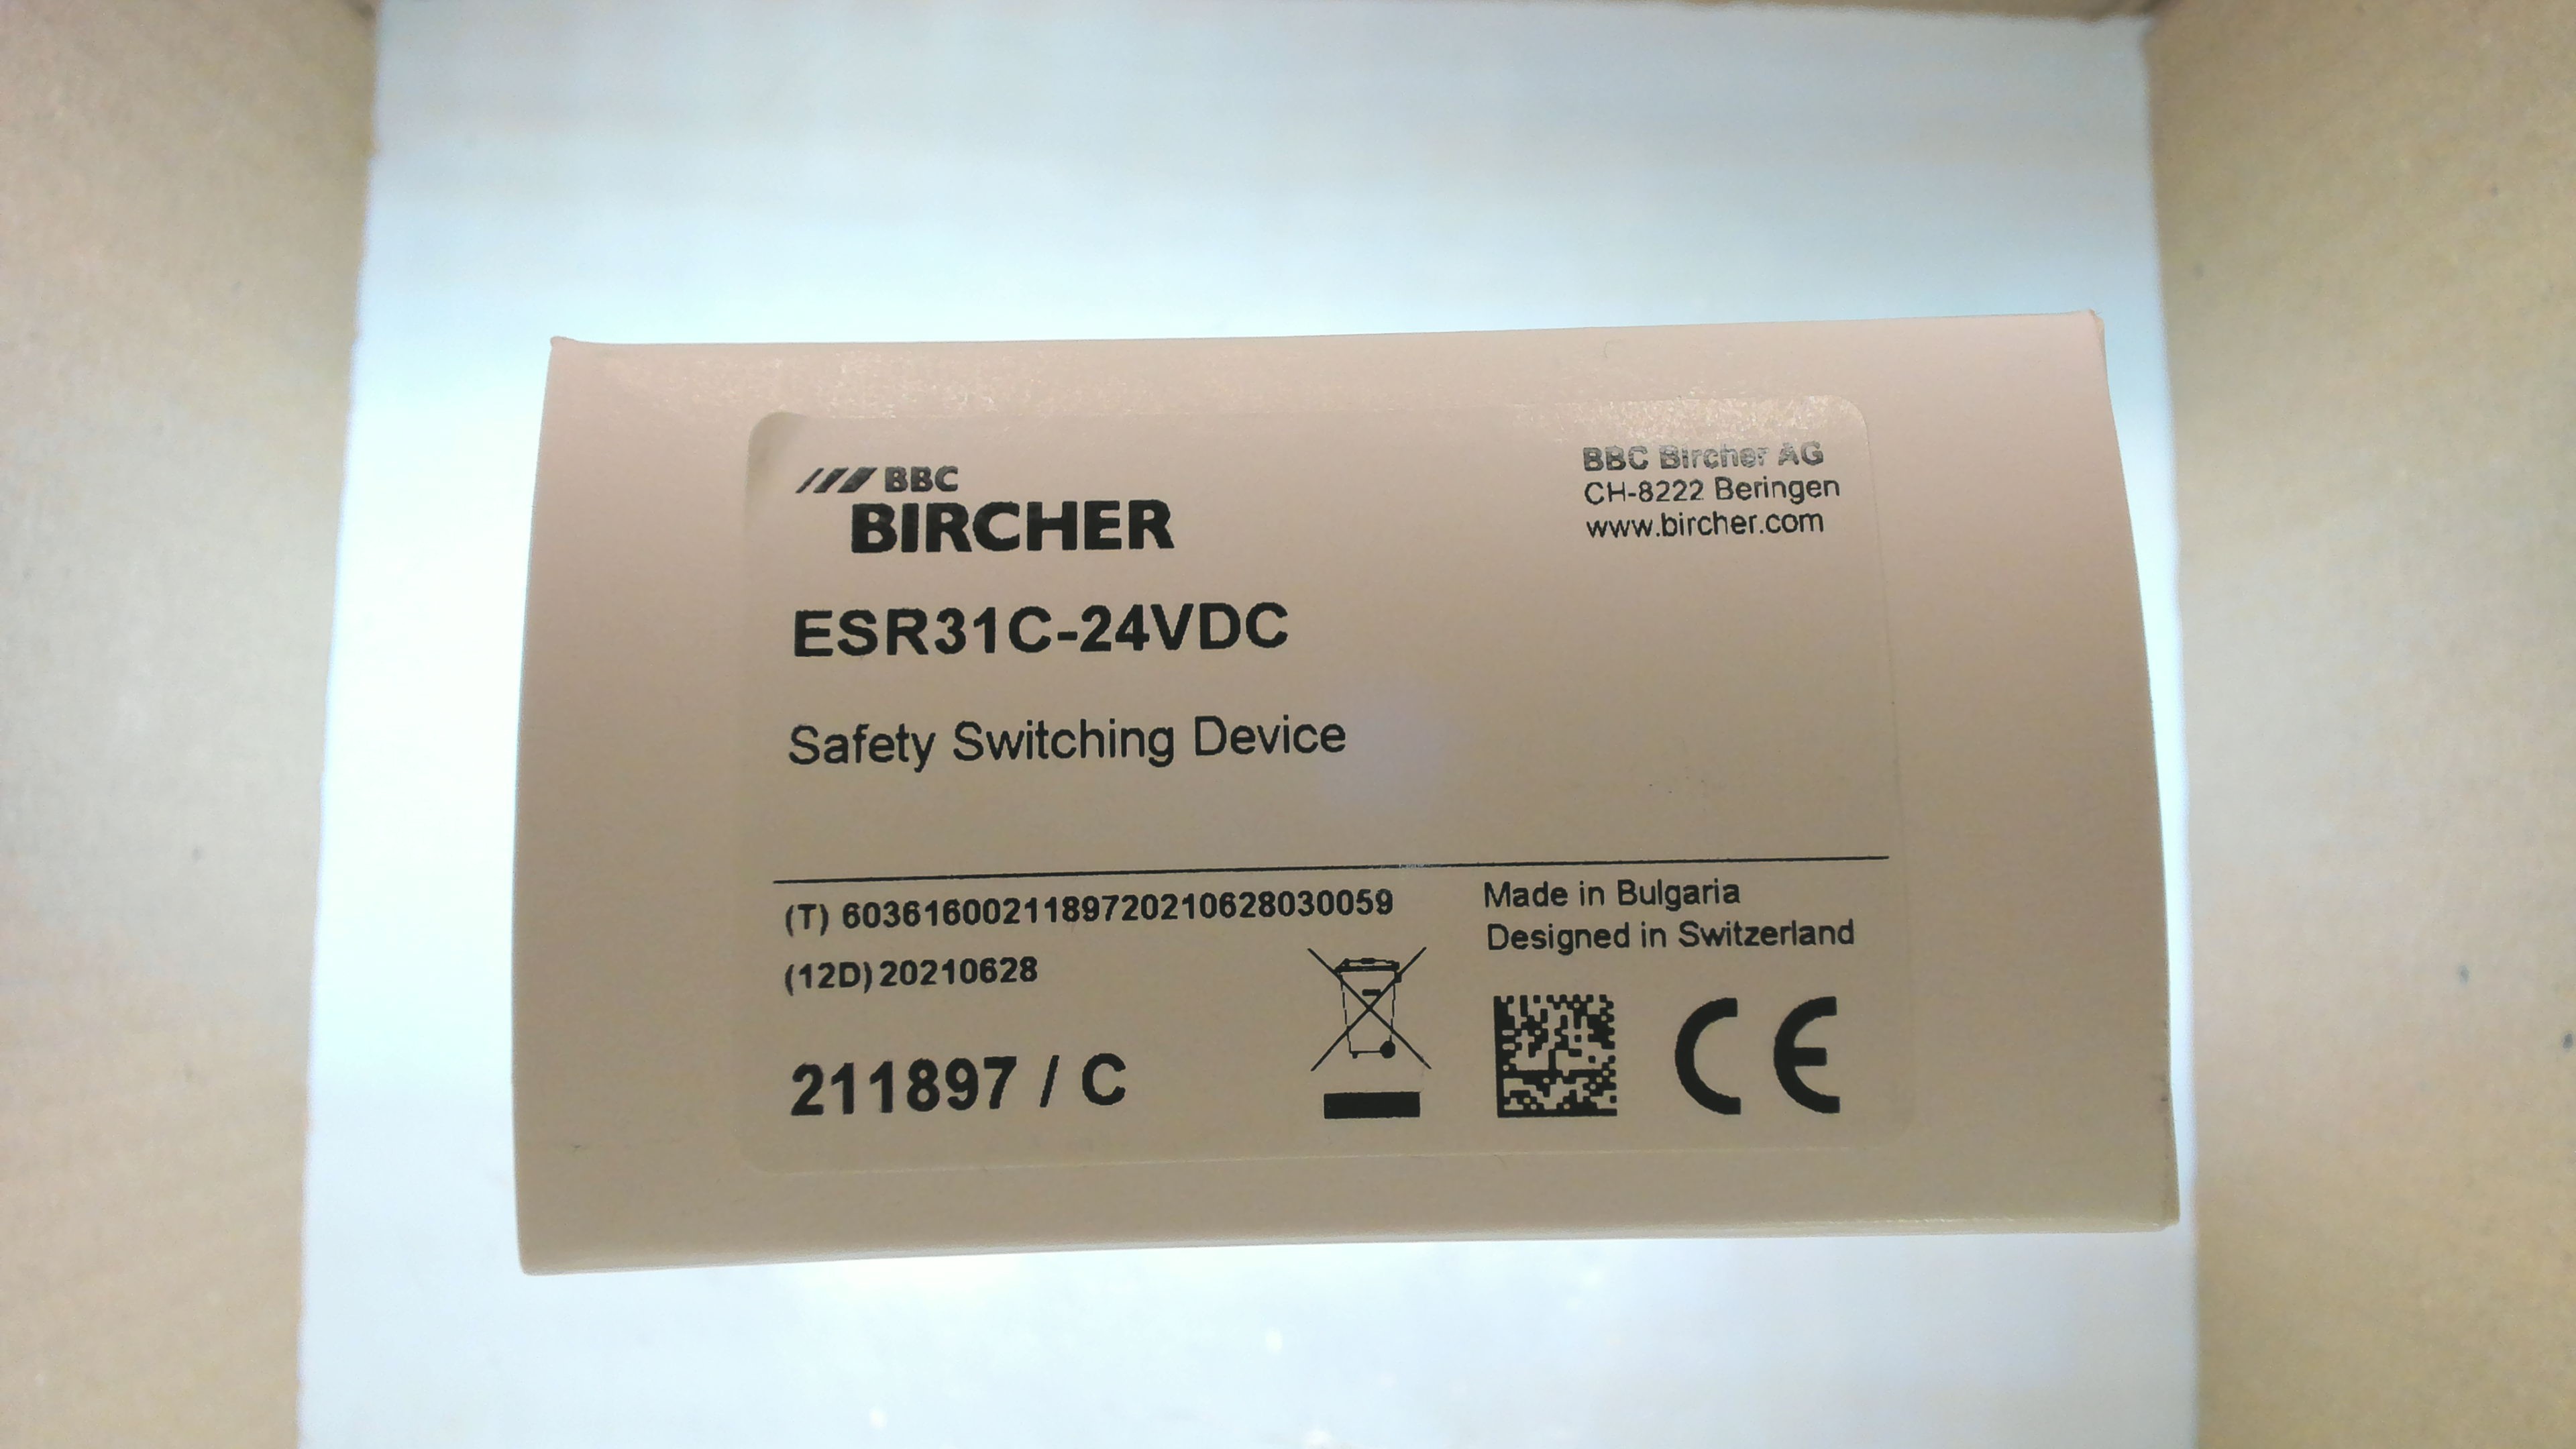 BBC
BIRCHER
BBC Bircher AG
CH-8222 Beringen
www.bircher.com
ESR31C-24VDC
Safety Switching Device
(T) 6036160021189720210628030059
(12D) 20210628
211897 / C
Made in Bulgaria
Designed in Switzerland
CE